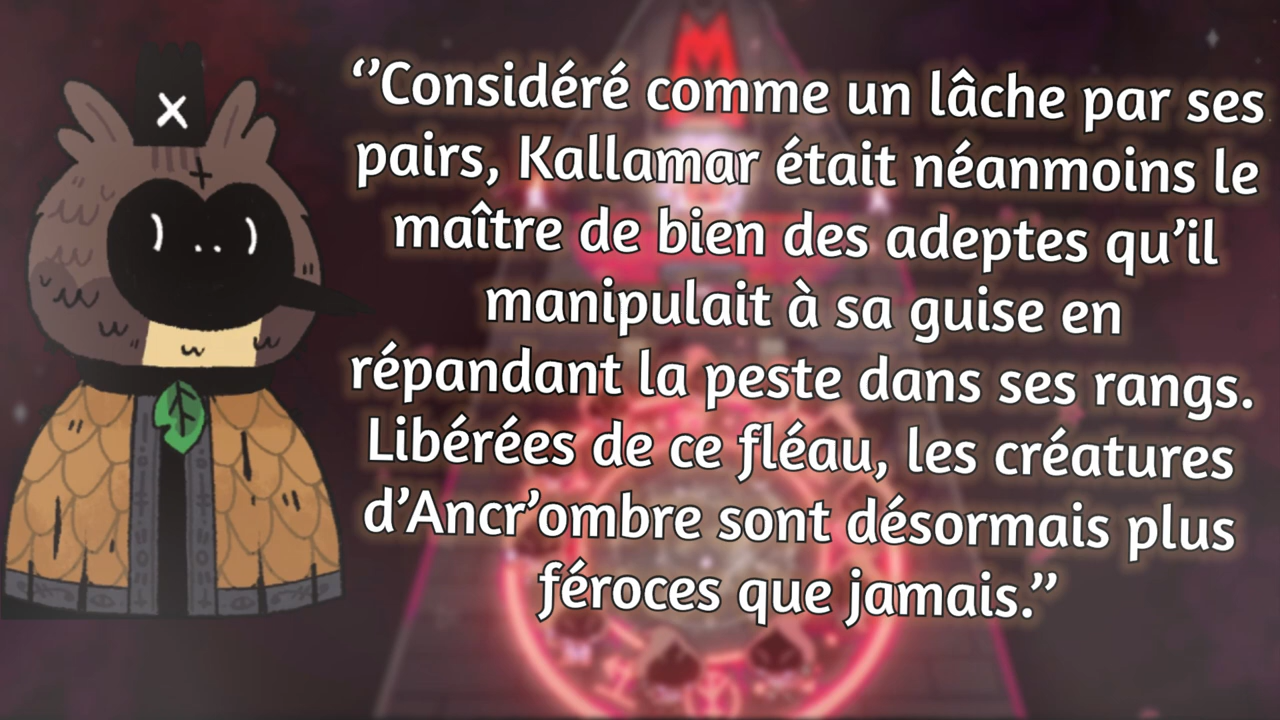 ‘’Considéré comme un lâche par ses
pairs, Kallamar était néanmoins le
maître de bien des adeptes qu’il
manipulait à sa guise en
répandant la peste dans ses rangs.
Libérées de ce fléau, les créatures
d’Ancr’ombre sont désormais plus
féroces que jamais.’’